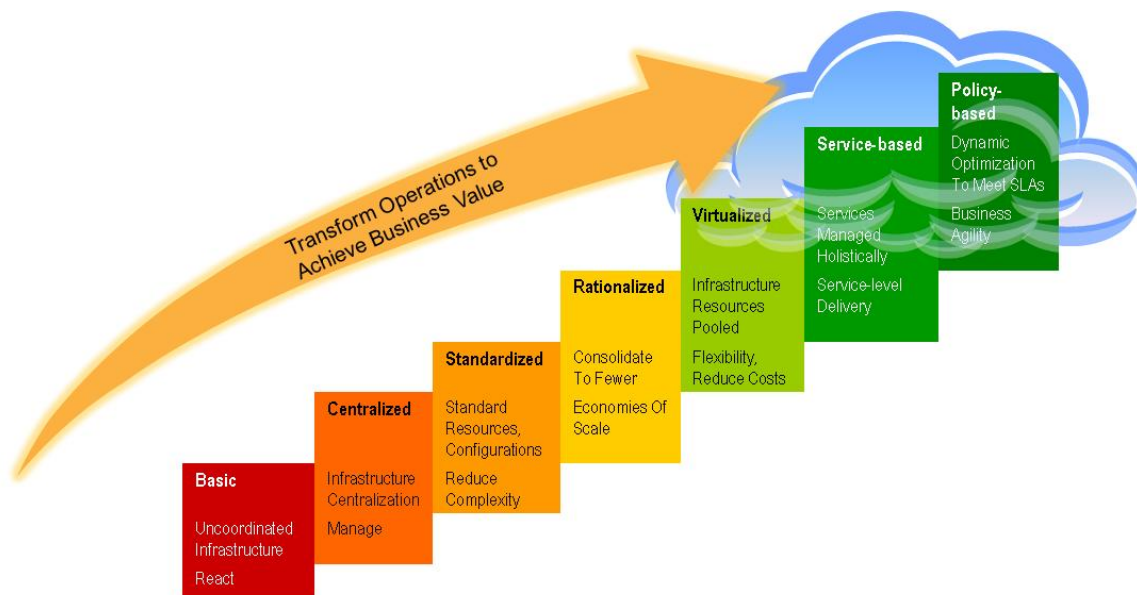 Transform Operations to
Achieve Business Value
Basic
Uncoordinated
Infrastructure
React
Centralized
Infrastructure
Centralization
Manage
Standardized
Standard
Resources,
Configurations
Reduce
Complexity
Rationalized
Consolidate
To Fewer
Economies Of
Scale
Virtualized
Infrastructure
Resources
Pooled
Flexibility,
Reduce Costs
Service-based
Services
Managed
Holistically
Service-level
Delivery
Policy-
based
Dynamic
Optimization
To Meet SLAs
Business
Agility